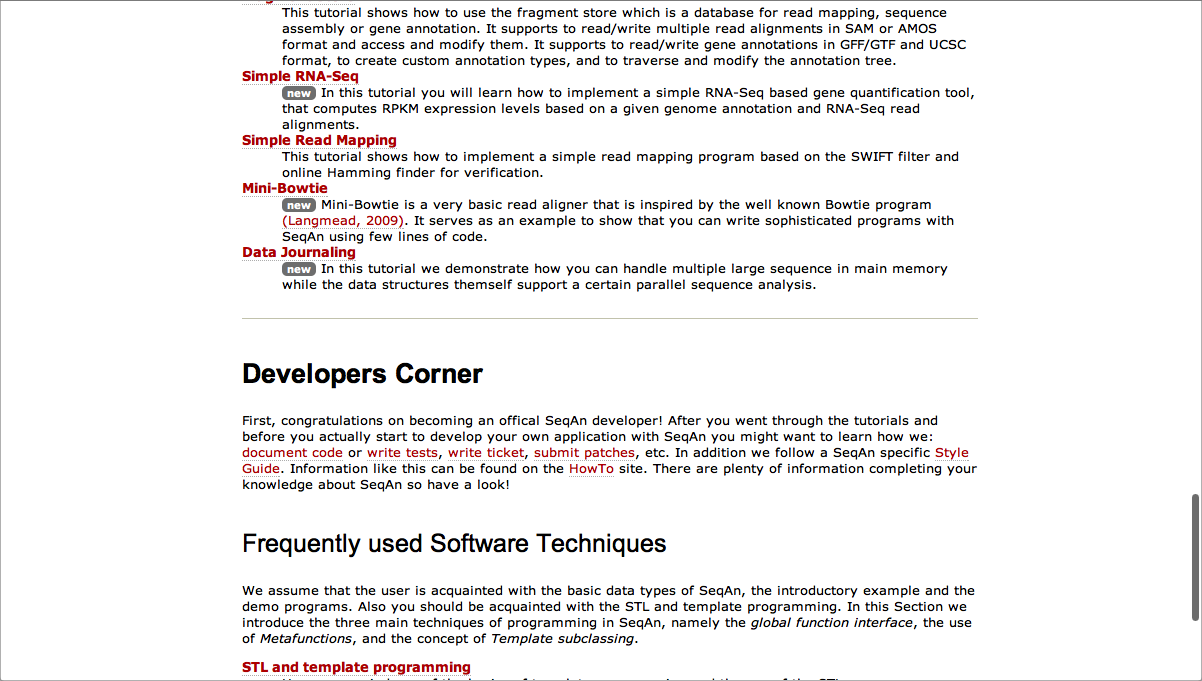 This tutorial shows how to use the fragment store which is a database for read mapping, sequence
assembly or gene annotation. It supports to read/write multiple read alignments in SAM or AMOS
format and access and modify them. It supports to read/write gene annotations in GFF/GTF and UCSC
format, to create custom annotation types, and to traverse and modify the annotation tree.
Simple RNA-Seq
new In this tutorial you will learn how to implement a simple RNA-Seq based gene quantification tool,
that computes RPKM expression levels based on a given genome annotation and RNA-Seq read
alignments.
Simple Read Mapping
This tutorial shows how to implement a simple read mapping program based on the SWIFT filter and
online Hamming finder for verification.
Mini-Bowtie
new Mini-Bowtie is a very basic read aligner that is inspired by the well known Bowtie program
(Langmead, 2009). It serves as an example to show that you can write sophisticated programs with
SeqAn using few lines of code.
Data Journaling
new In this tutorial we demonstrate how you can handle multiple large sequence in main memory
while the data structures themself support a certain parallel sequence analysis.
Developers Corner
First, congratulations on becoming an offical SeqAn developer! After you went through the tutorials and
before you actually start to develop your own application with SeqAn you might want to learn how we:
document code or write tests, write ticket, submit patches, etc. In addition we follow a SeqAn specific Style
Guide. Information like this can be found on the HowTo site. There are plenty of information completing your
knowledge about SeqAn so have a look!
Frequently used Software Techniques
We assume that the user is acquainted with the basic data types of SeqAn, the introductory example and the
demo programs. Also you should be acquainted with the STL and template programming. In this Section we
introduce the three main techniques of programming in SeqAn, namely the global function interface, the use
of Metafunctions, and the concept of Template subclassing.
STL and template programming